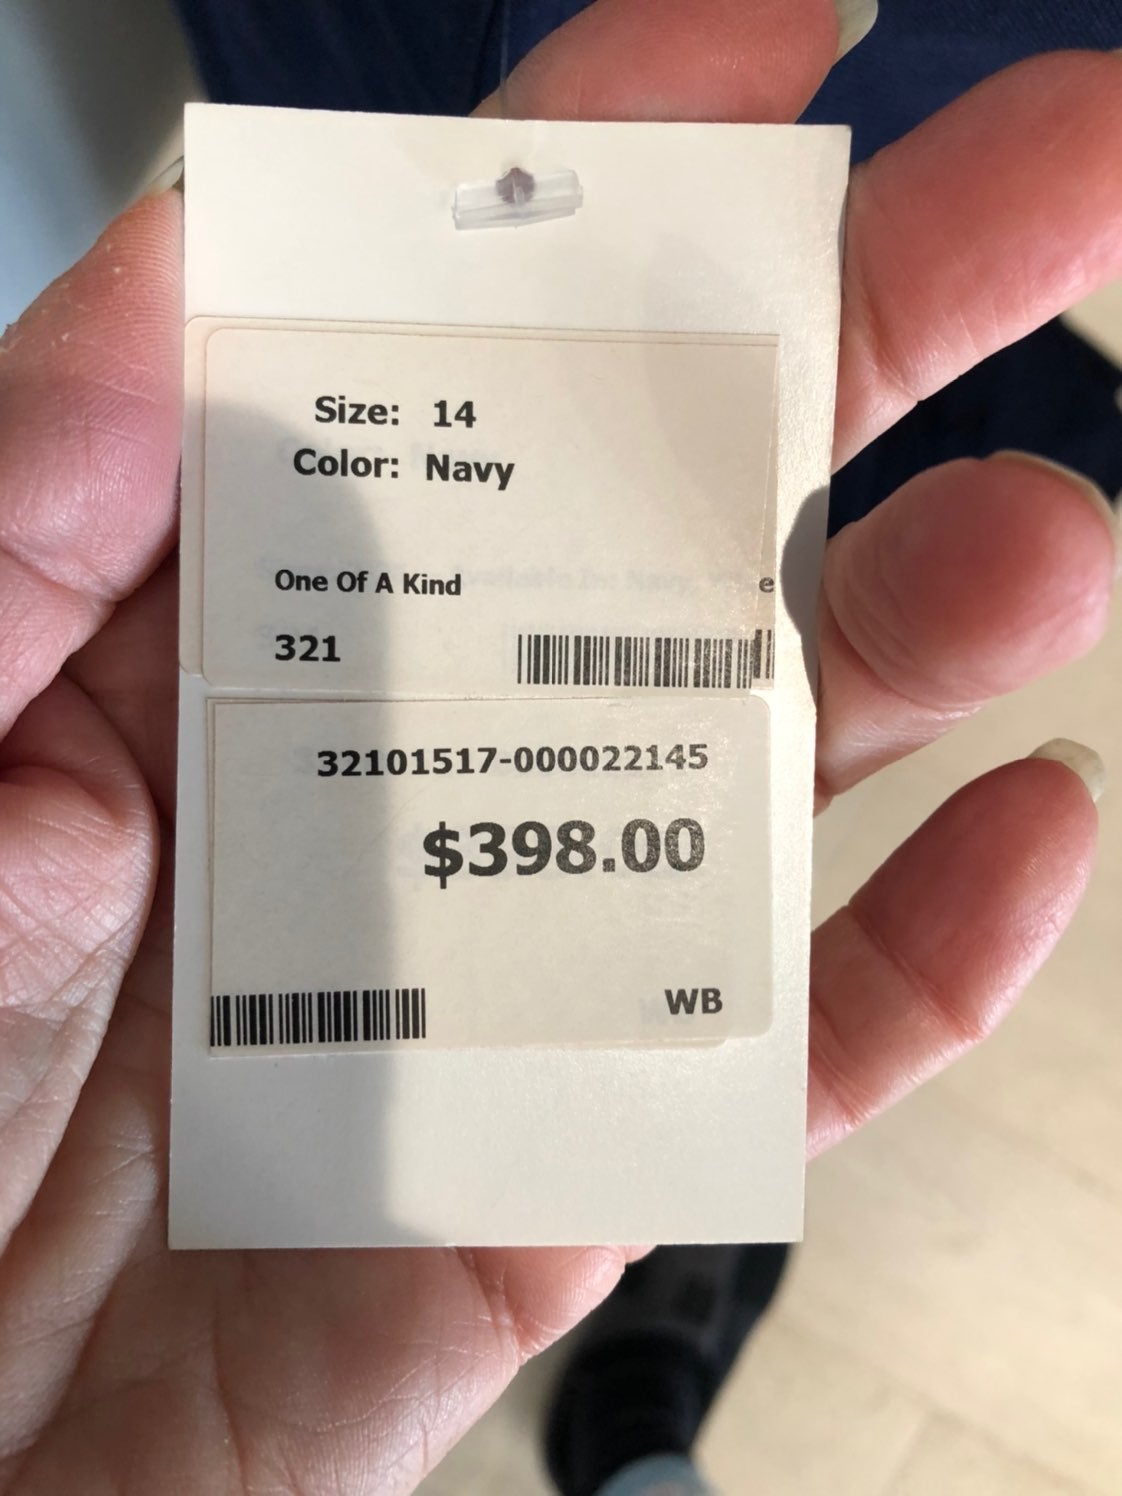 Size: 14
Color: Navy
One Of A Kind
e
321
32101517-000022145
$398.00
WB